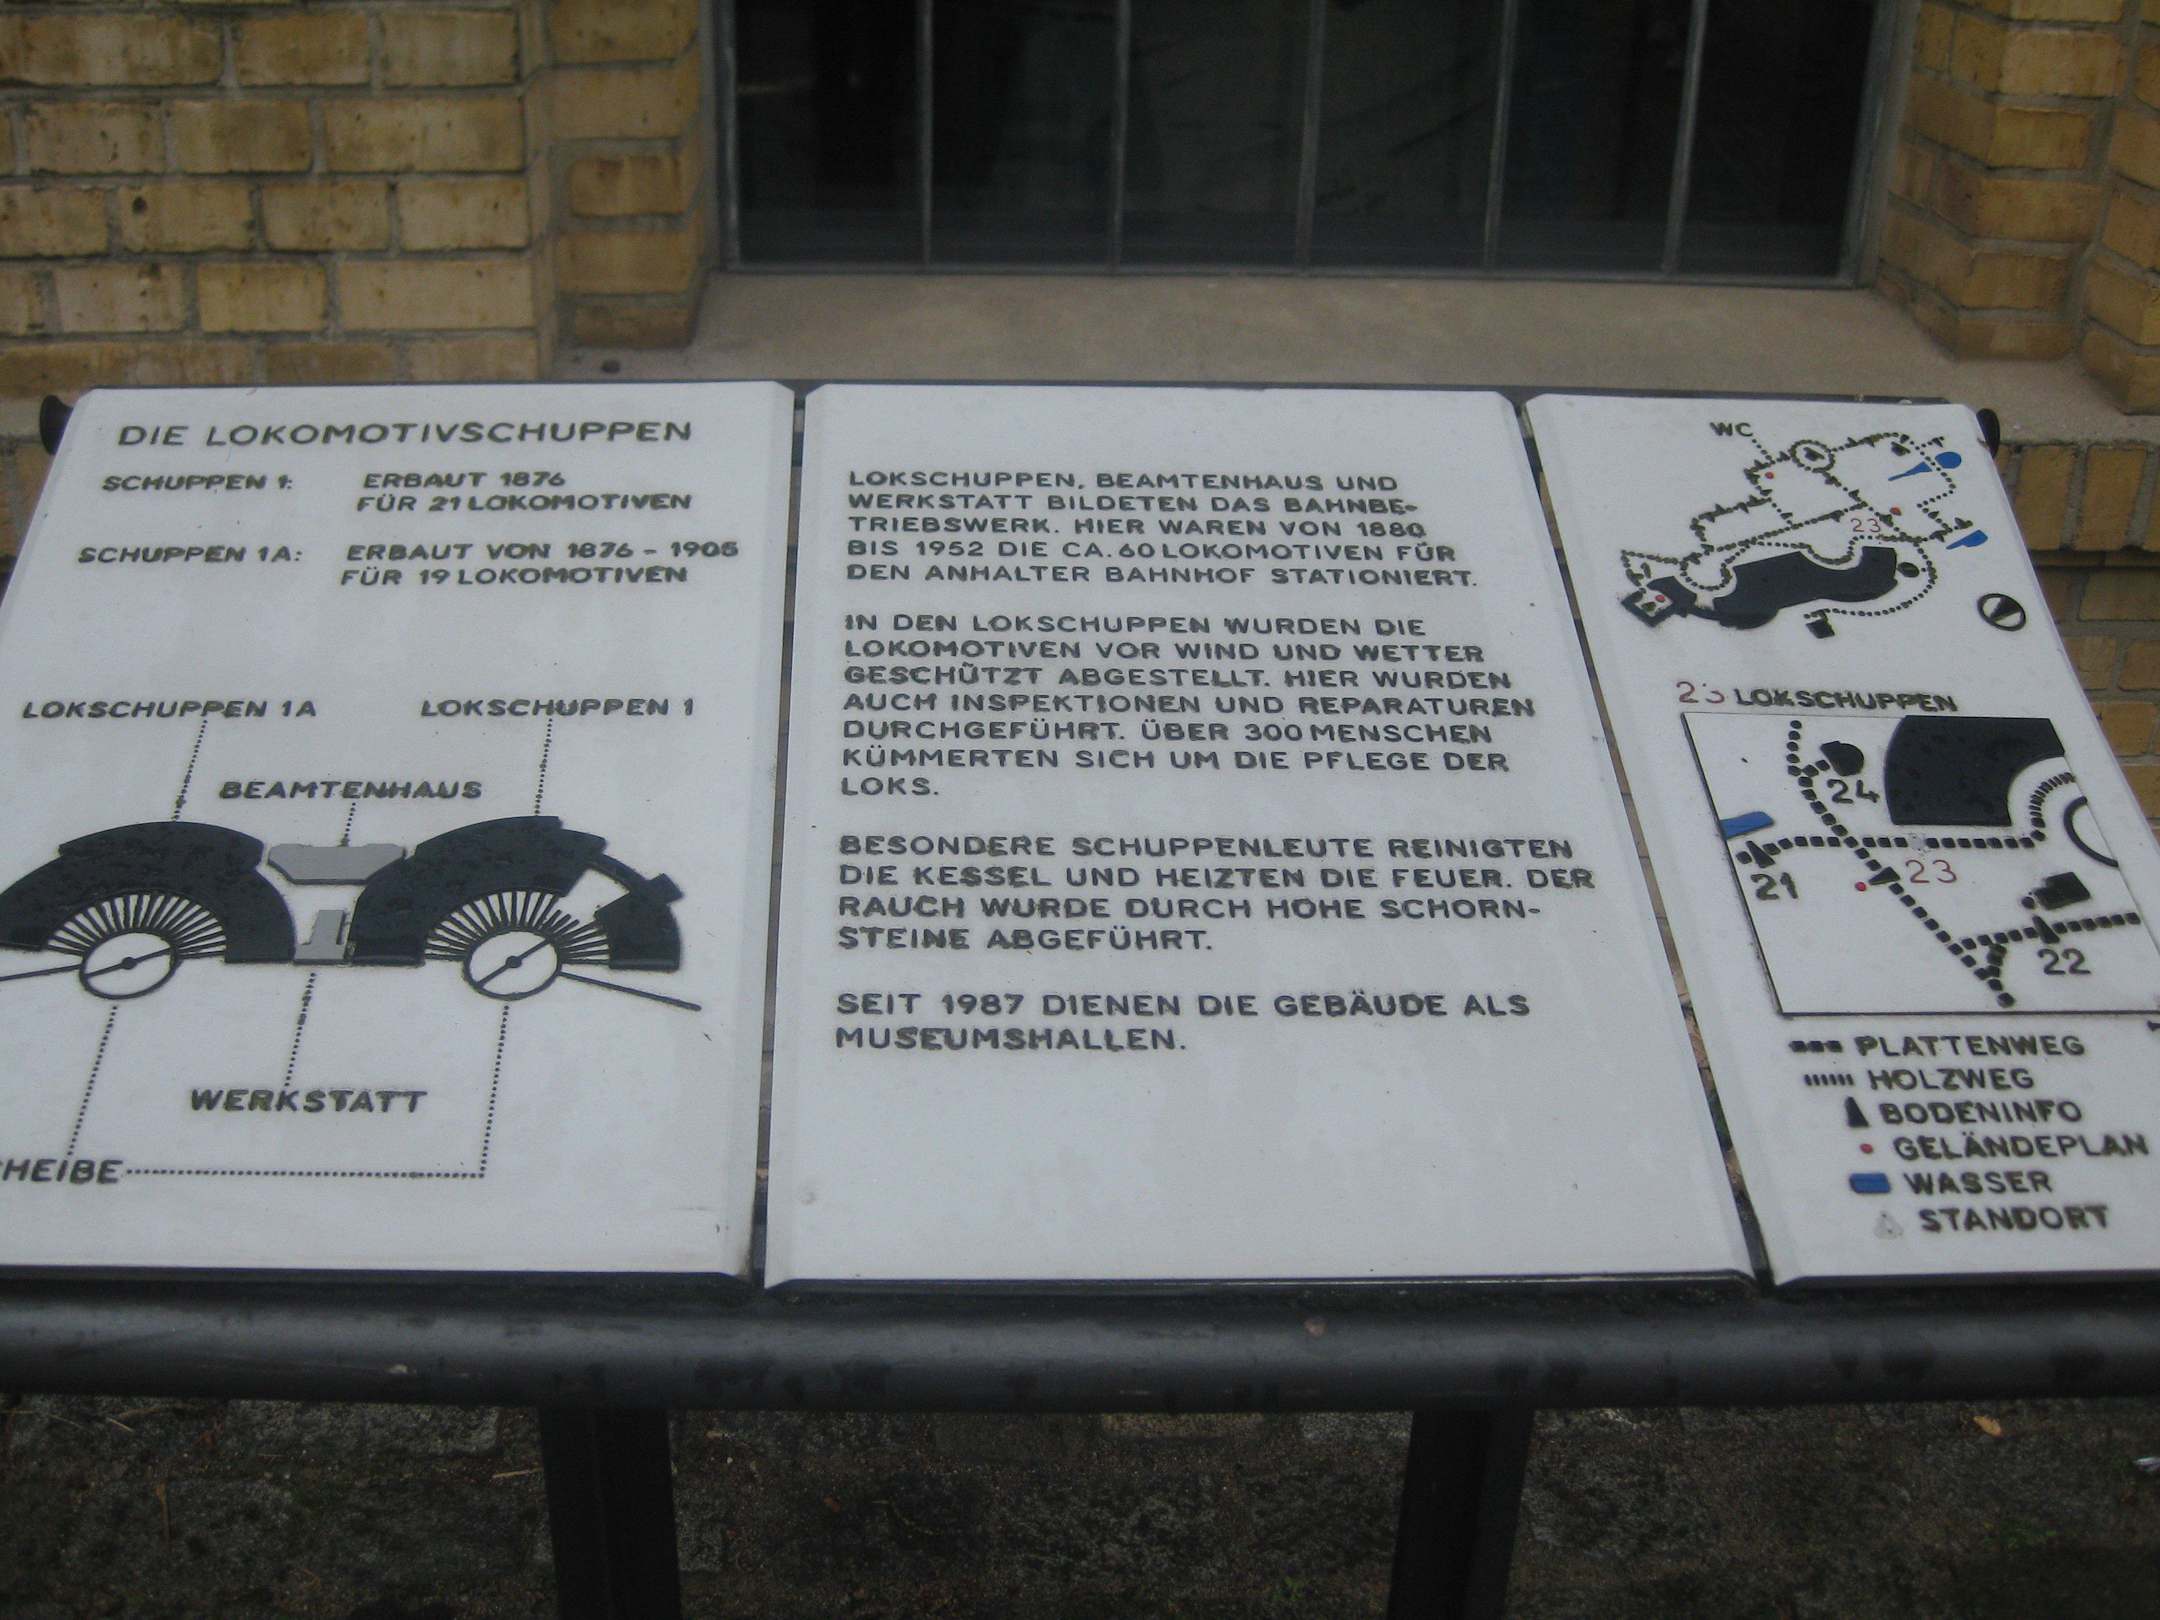 DIE LOKOMOTIVSCHUPPEN
SCHUPPEN 1: ERBAUT 1876
FÜR 21 LOKOMOTIVEN
SCHUPPEN 1A: ERBAUT VON 1876 - 1905
FÜR 19 LOKOMOTIVEN
LOKSCHUPPEN 1A
LOKSCHUPPEN 1
BEAMTENHAUS
WERKSTATT
HEIBE
LOKSCHUPPEN, BEAMTENHAUS UND
WERKSTATT BILDETEN DAS BAHNBE-
TRIEBSWERK. HIER WAREN VON 1880
BIS 1952 DIE CA. 60 LOKOMOTIVEN FÜR
DEN ANHALTER BAHNHOF STATIONIERT.
IN DEN LOKSCHUPPEN WURDEN DIE
LOKOMOTIVEN VOR WIND UND WETTER
GESCHÜTZT ABGESTELLT. HIER WURDEN
AUCH INSPEKTIONEN UND REPARATUREN
DURCHGEFÜHRT. ÜBER 300 MENSCHEN
KÜMMERTEN SICH UM DIE PFLEGE DER
LOKS.
BESONDERE SCHUPPENLEUTE REINIGTEN
DIE KESSEL UND HEIZTEN DIE FEUER. DER
RAUCH WURDE DURCH HOHE SCHORN-
STEINE ABGEFÜHRT.
SEIT 1987 DIENEN DIE GEBÄUDE ALS
MUSEUMSHALLEN.
WC
23
23 LOKSCHUPPEN
24
21
23
22
PLATTENWEG
HOLZWEG
BODENINFO
GELÄNDEPLAN
WASSER
STANDORT